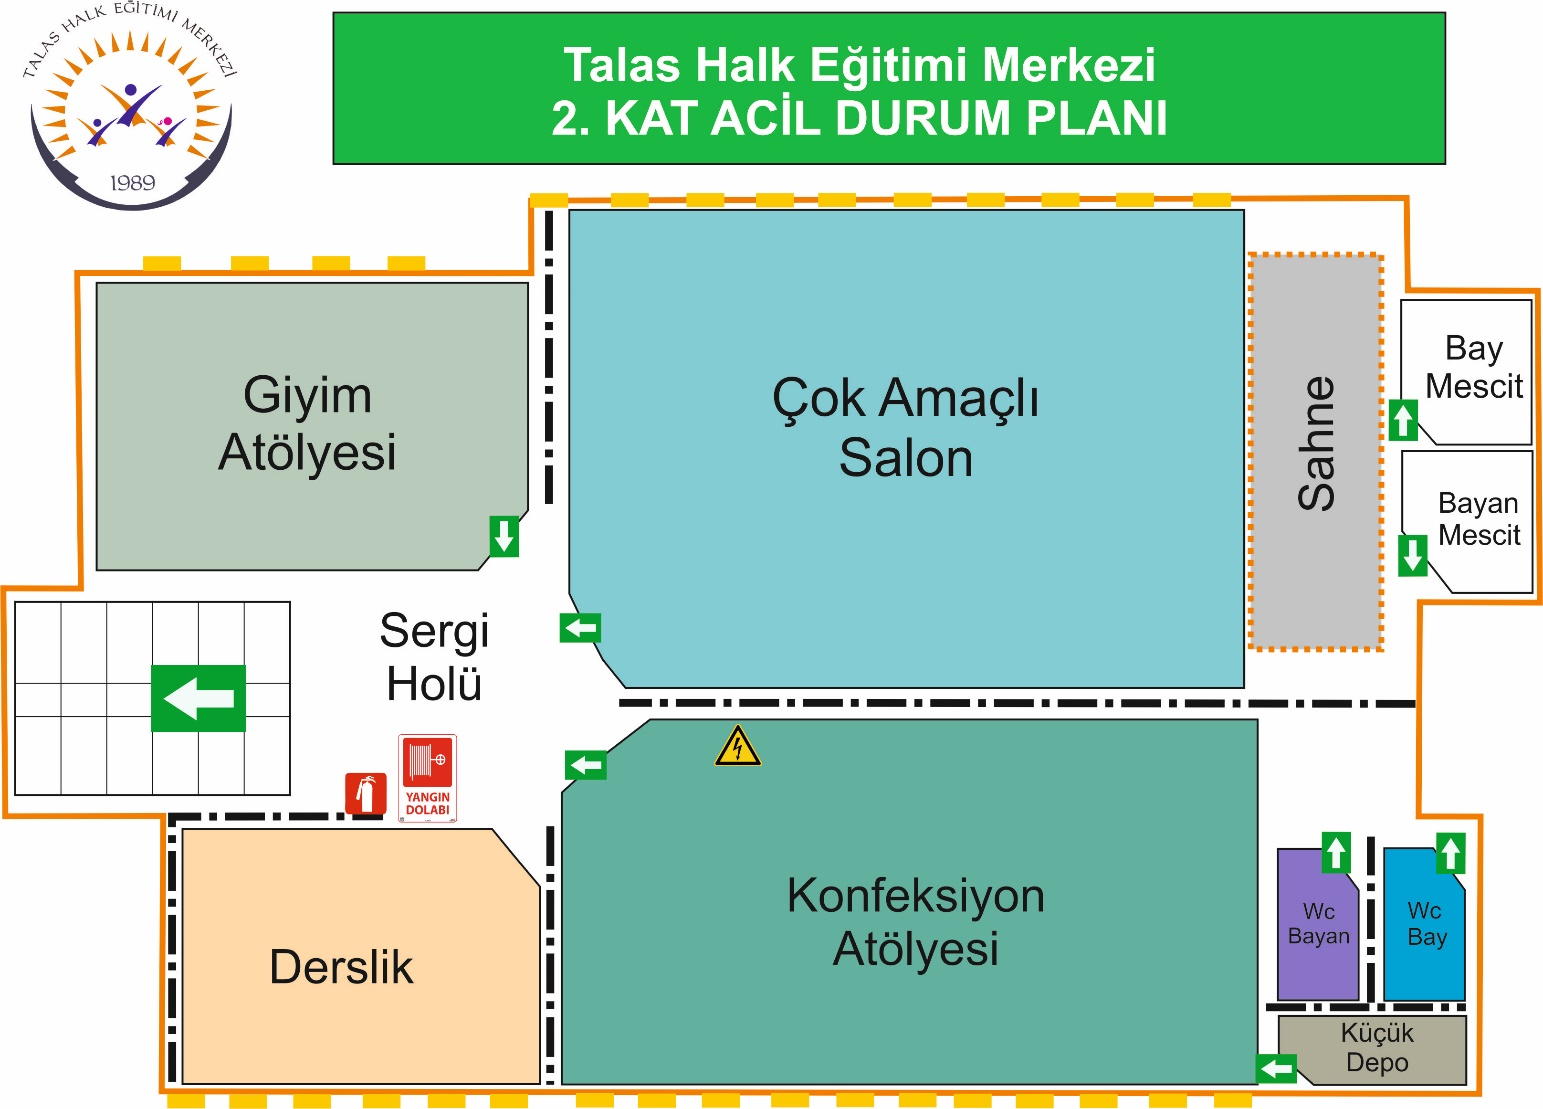 TALAS HALK EĞİTİMİ MERKEZİ
1989
Talas Halk Eğitimi Merkezi
2. KAT ACİL DURUM PLANI
Giyim
Atölyesi
Çok Amaçlı
Salon
Sahne
Bay
Mescit
Bayan
Mescit
Sergi
Holü
YANGIN
DOLABI
Derslik
Konfeksiyon
Atölyesi
Wc
Bayan
Wc
Bay
Küçük
Depo